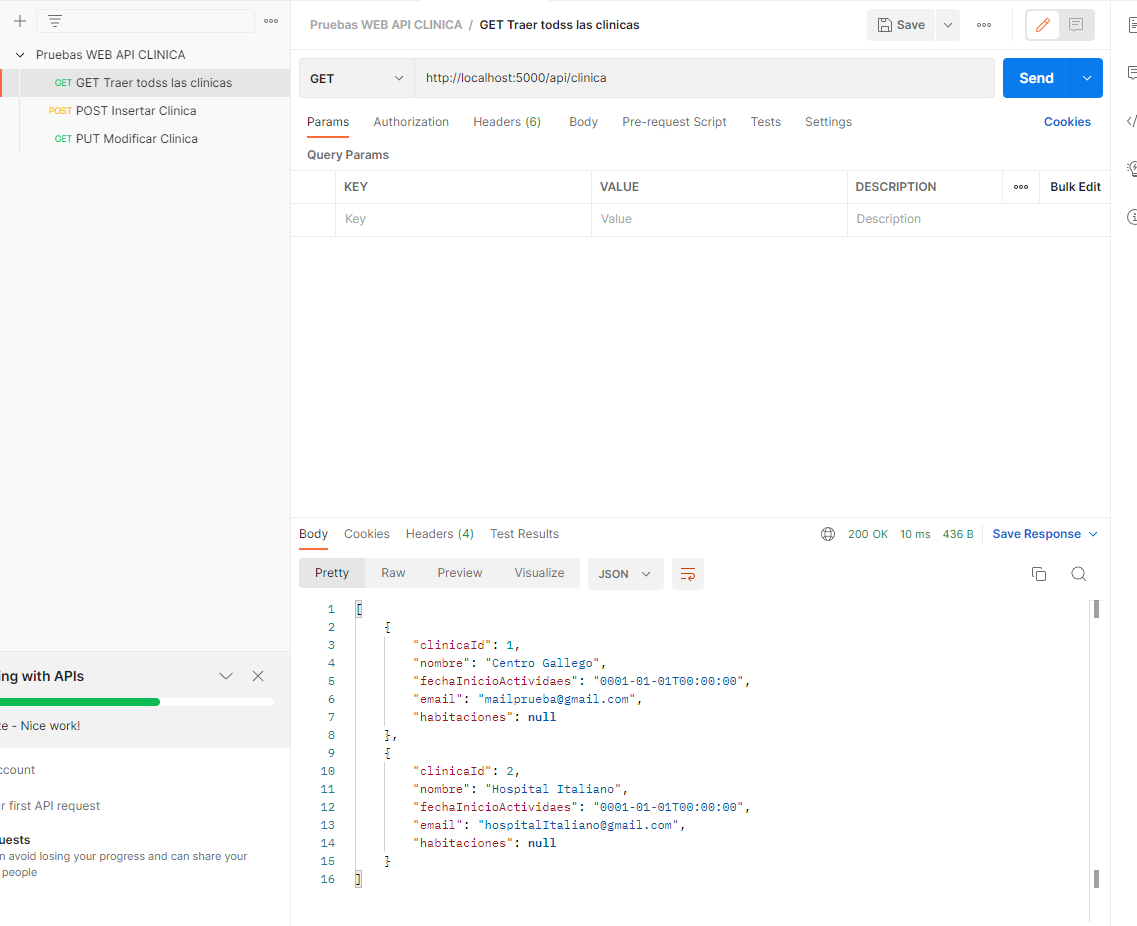 Pruebas WEB API CLINICA
GET GET Traer todss las clinicas
POST POST Insertar Clinica
GET PUT Modificar Clinica
ing with APIs
te - Nice work!
ccount
r first API request
uests
n avoid losing your progress and can share your
people
Pruebas WEB API CLINICA / GET Traer todss las clinicas
Save
GET http://localhost:5000/api/clinica Send
Params Authorization Headers (6) Body Pre-request Script Tests Settings Cookies
Query Params
KEY VALUE DESCRIPTION Bulk Edit
Key Value Description
Body Cookies Headers (4) Test Results 200 OK 10 ms 436 B Save Response
Pretty Raw Preview Visualize JSON
1 [
2 {
3 "clinicaId": 1,
4 "nombre": "Centro Gallego",
5 "fechaInicioActividaes": "0001-01-01T00:00:00",
6 "email": "mailprueba@gmail.com",
7 "habitaciones": null
8 },
9 {
10 "clinicaId": 2,
11 "nombre": "Hospital Italiano",
12 "fechaInicioActividaes": "0001-01-01T00:00:00",
13 "email": "hospitalItaliano@gmail.com",
14 "habitaciones": null
15 }
16 ]